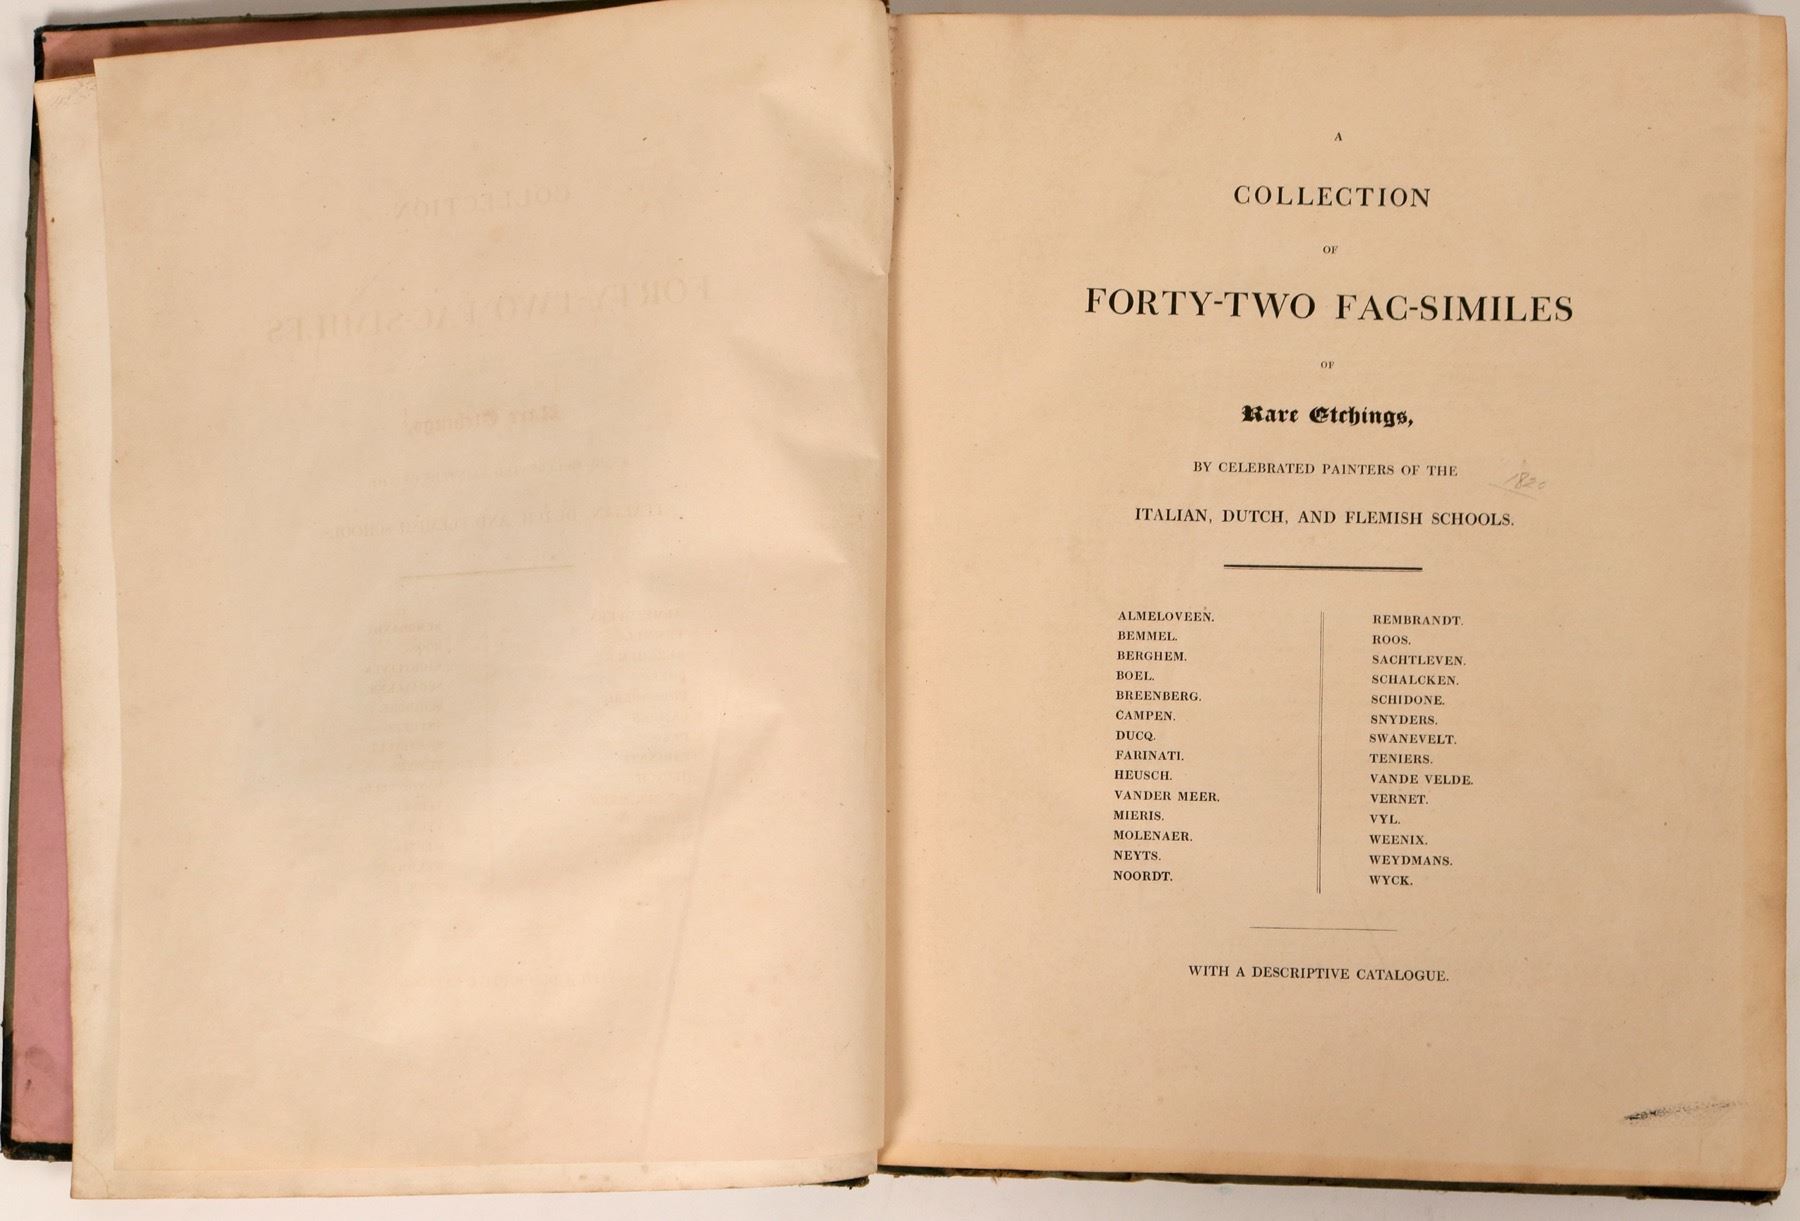 A
COLLECTION
OF
FORTY-TWO FAC-SIMILES
OF
Rare Etchings,
BY CELEBRATED PAINTERS OF THE
1820
ITALIAN, DUTCH, AND FLEMISH SCHOOLS.
ALMELOVEEN.
BEMMEL.
BERGHEM.
BOEL.
BREENBERG.
CAMPEN.
DUCQ.
FARINATI.
HEUSCH.
VANDER MEER.
MIERIS.
MOLENAER.
NEYTS.
NOORDT.
REMBRANDT.
ROOS.
SACHTLEVEN.
SCHALCKEN.
SCHIDONE.
SNYDERS.
SWANEVELT.
TENIERS.
VANDE VELDE.
VERNET.
VYL.
WEENIX.
WEYDMANS.
WYCK.
WITH A DESCRIPTIVE CATALOGUE.